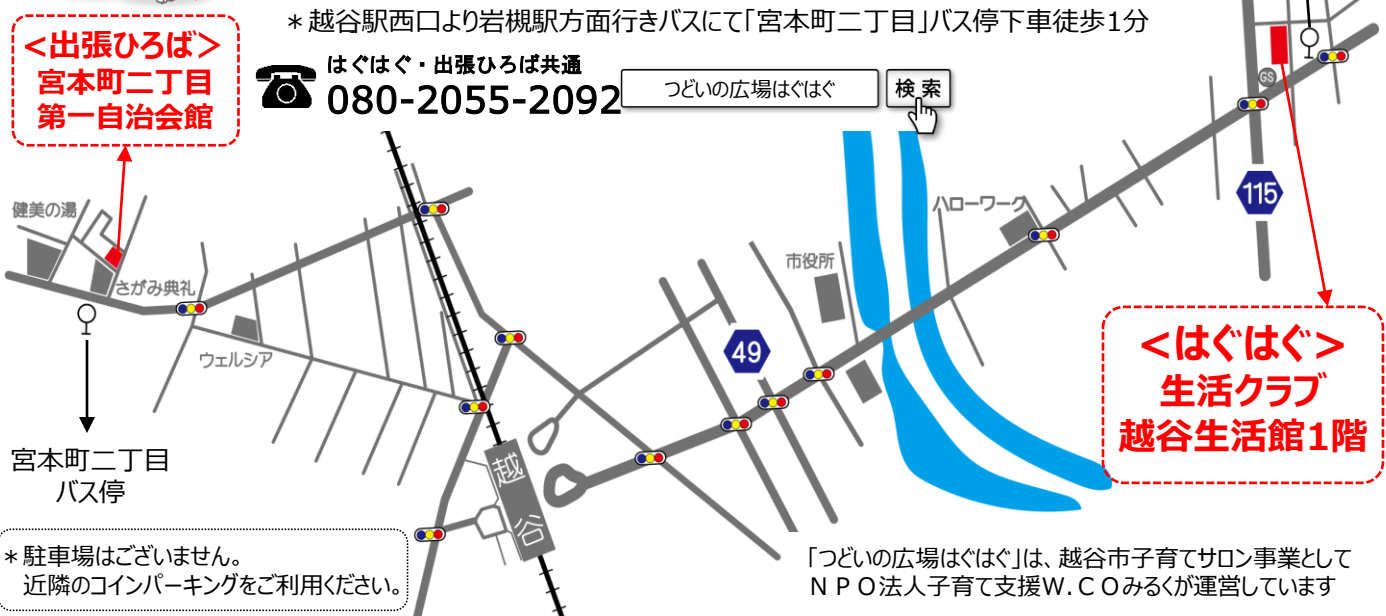 ＊越谷駅西口より岩槻駅方面行きバスにて「宮本町二丁目」バス停下車徒歩1分
<出張ひろば>
宮本町二丁目
第一自治会館
はぐはぐ・出張ひろば共通
080-2055-2092
つどいの広場はぐはぐ
検索
GS
115
健美の湯
さがみ典礼
ウェルシア
ハローワーク
市役所
49
<はぐはぐ>
生活クラブ
越谷生活館1階
宮本町二丁目
バス停
越谷
＊駐車場はございません。
近隣のコインパーキングをご利用ください。
「つどいの広場はぐはぐ」は、越谷市子育てサロン事業として
ＮＰＯ法人子育て支援Ｗ．ＣＯみるくが運営しています